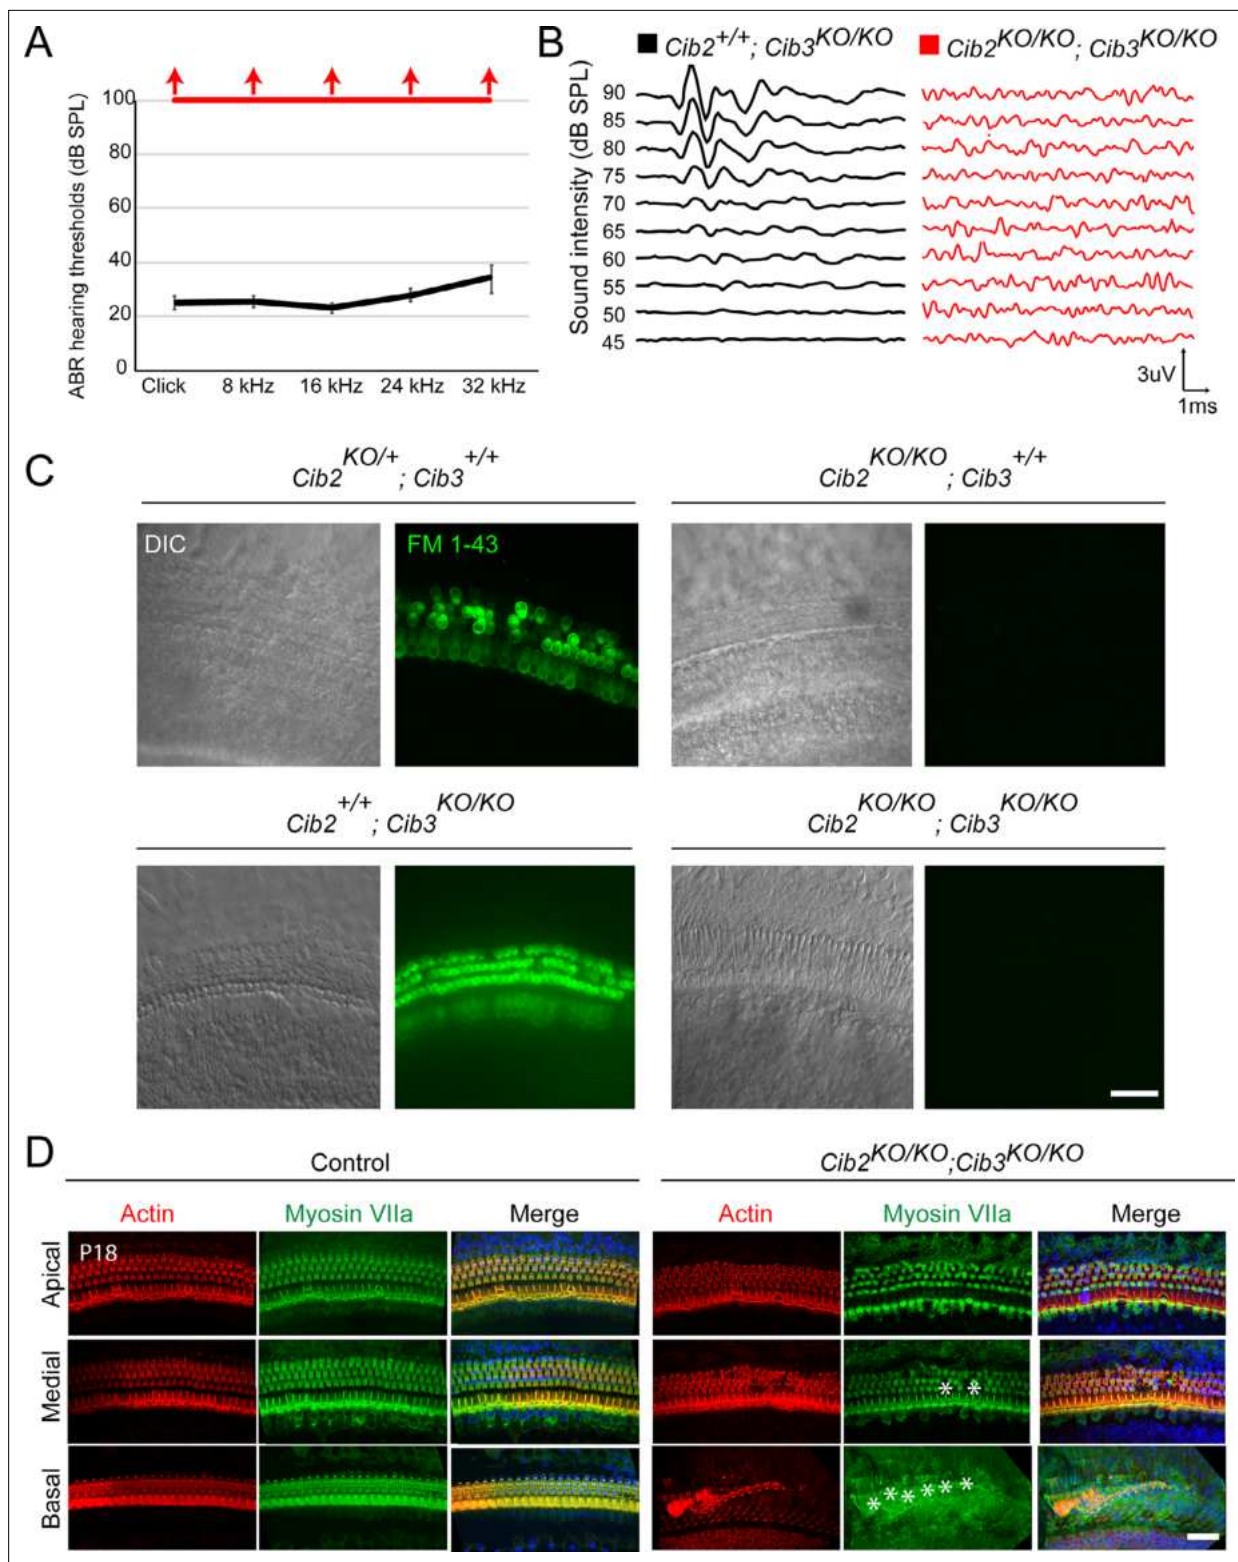 A
ABR hearing thresholds (dB SPL)
100
80
60
40
20
0
Click 8 kHz 16 kHz 24 kHz 32 kHz
B
Cib2+/+; Cib3KO/KO
Cib2KO/KO; Cib3KO/KO
Sound intensity (dB SPL)
90
85
80
75
70
65
60
55
50
45
3uV
1ms
C
Cib2KO/+; Cib3+/+
Cib2KO/KO; Cib3+/+
DIC
FM 1-43
Cib2+/+; Cib3KO/KO
Cib2KO/KO; Cib3KO/KO
D
Control
Cib2KO/KO;Cib3KO/KO
Actin Myosin VIIa Merge
Actin Myosin VIIa Merge
P18
Apical
Medial
* *
Basal
* * * * * *